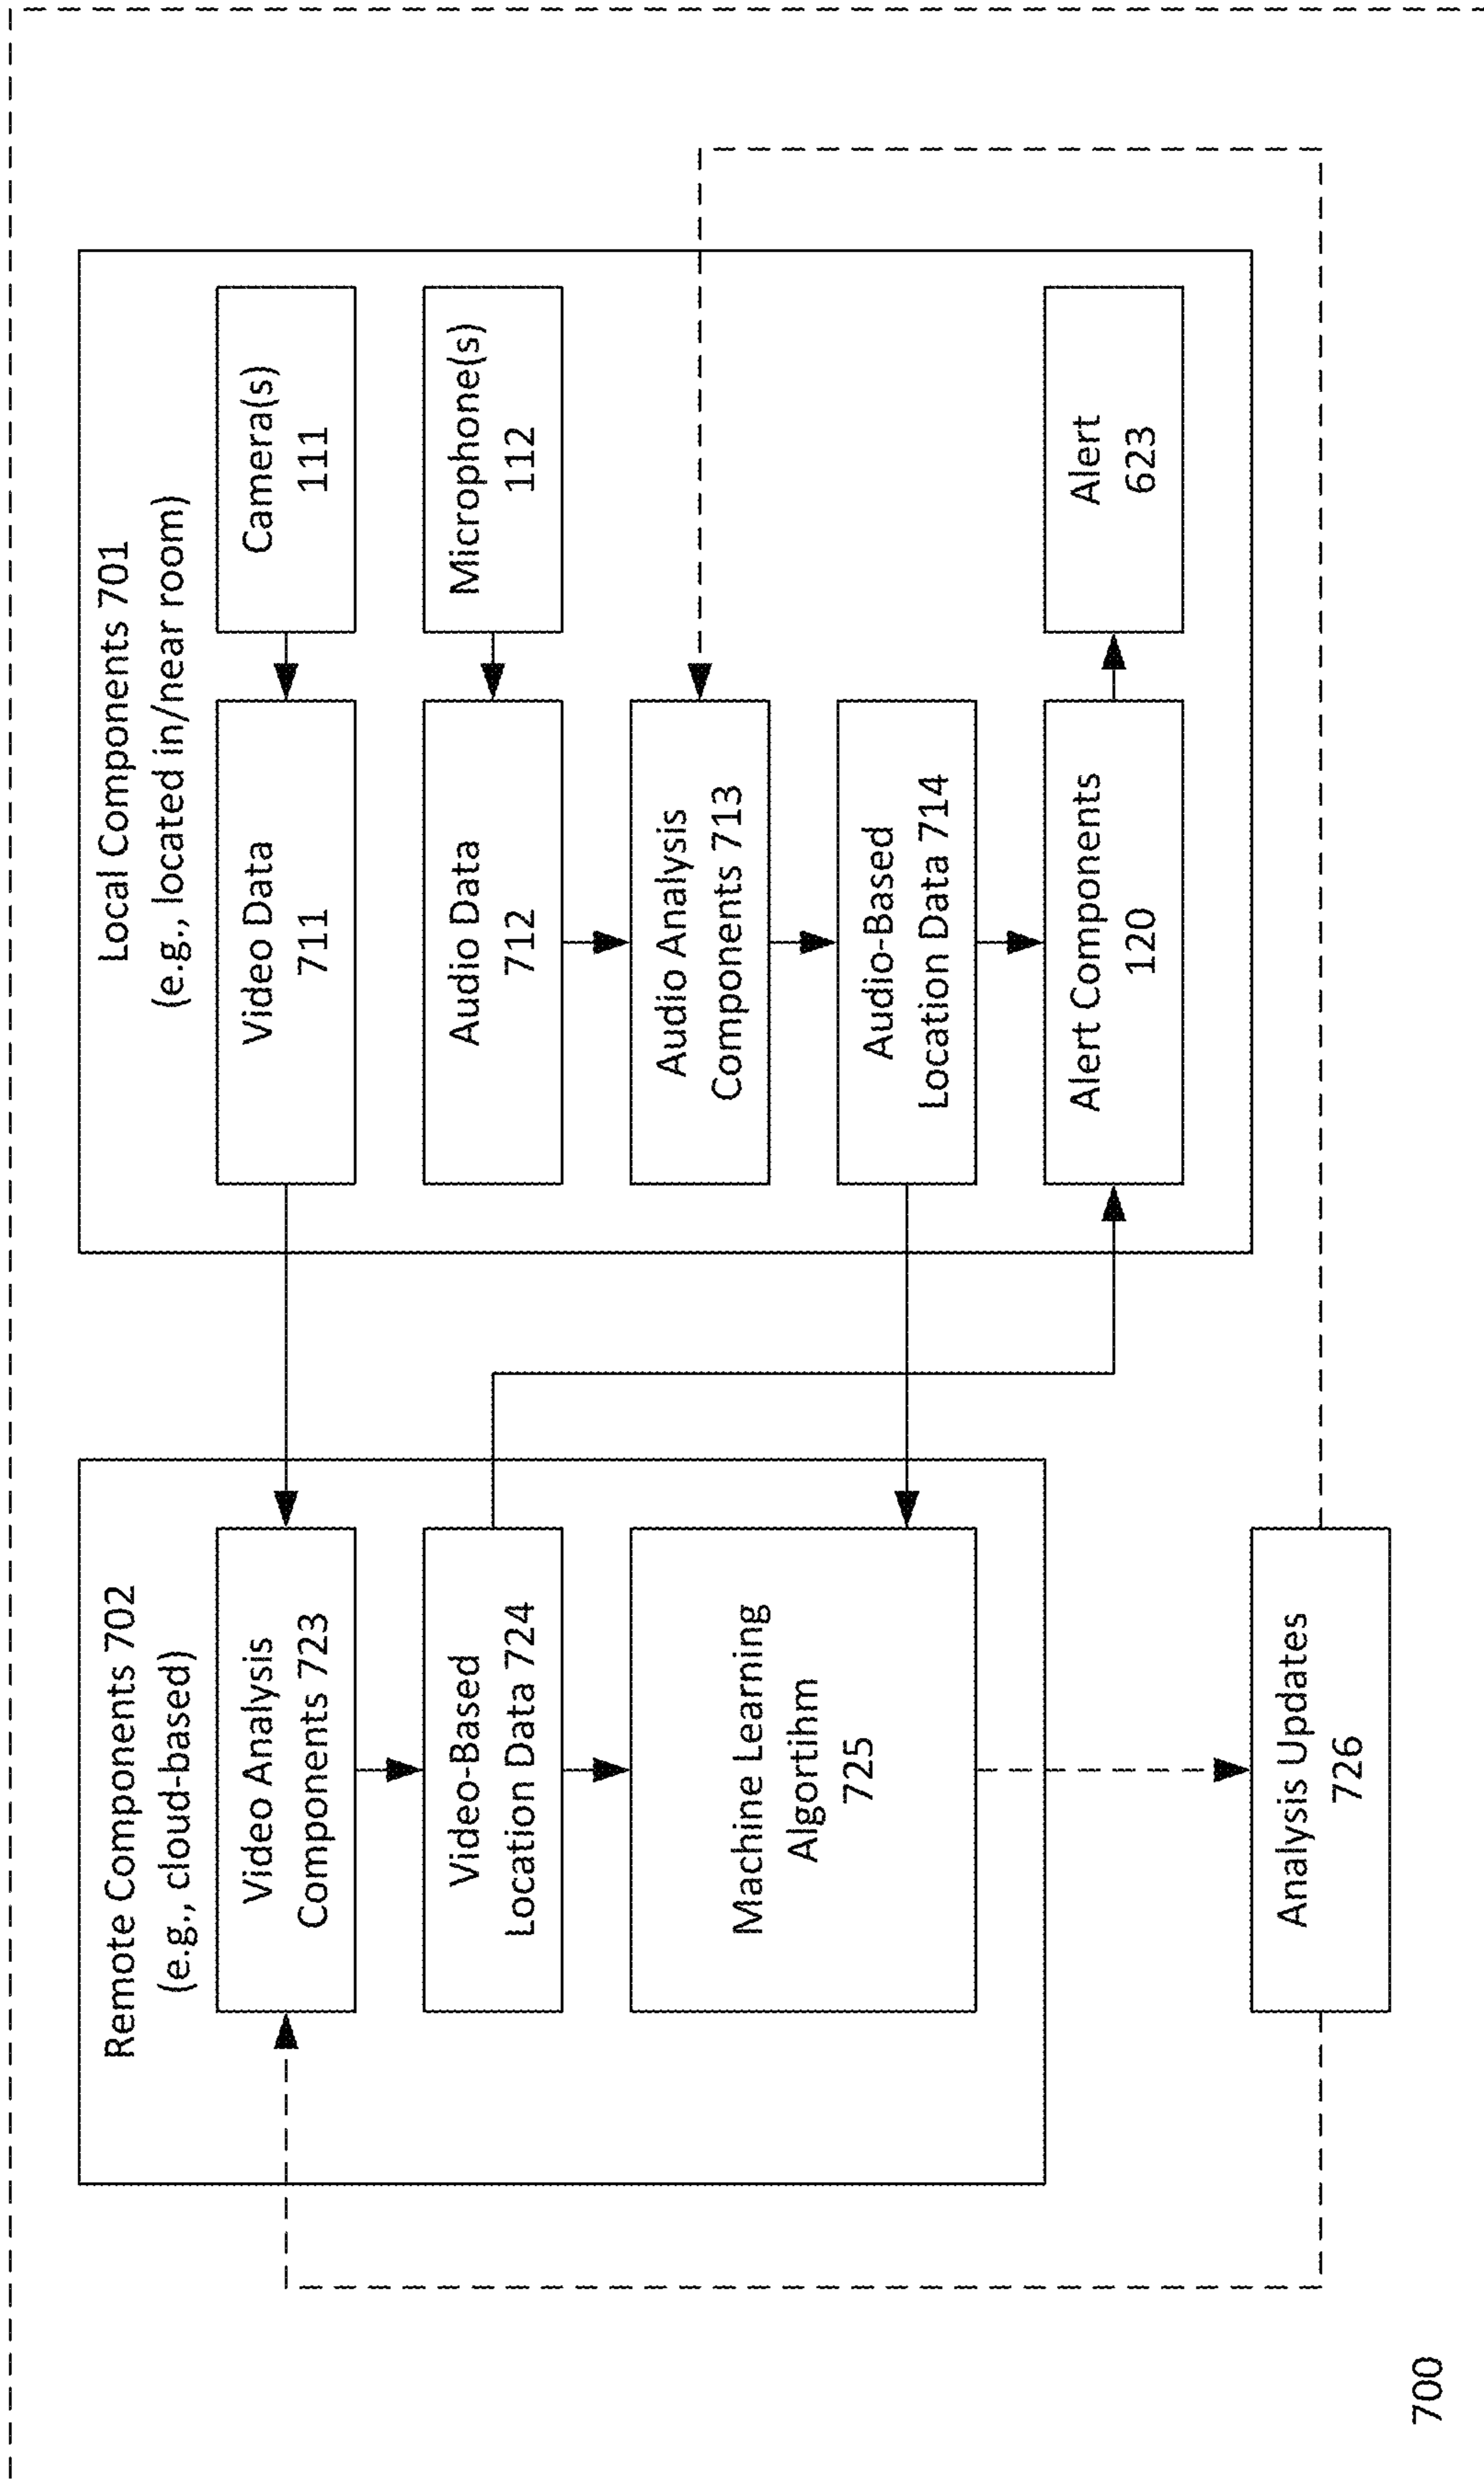 Remote Components 702
(e.g., cloud-based)
Video Analysis
Components 723
Video-Based
Location Data 724
Machine Learning
Algortihm
725
Analysis Updates
726
Local Components 701
(e.g., located in/near room)
Video Data
711
Camera(s)
111
Audio Data
712
Microphone(s)
112
Audio Analysis
Components 713
Audio-Based
Location Data 714
Alert Components
120
Alert
623
700